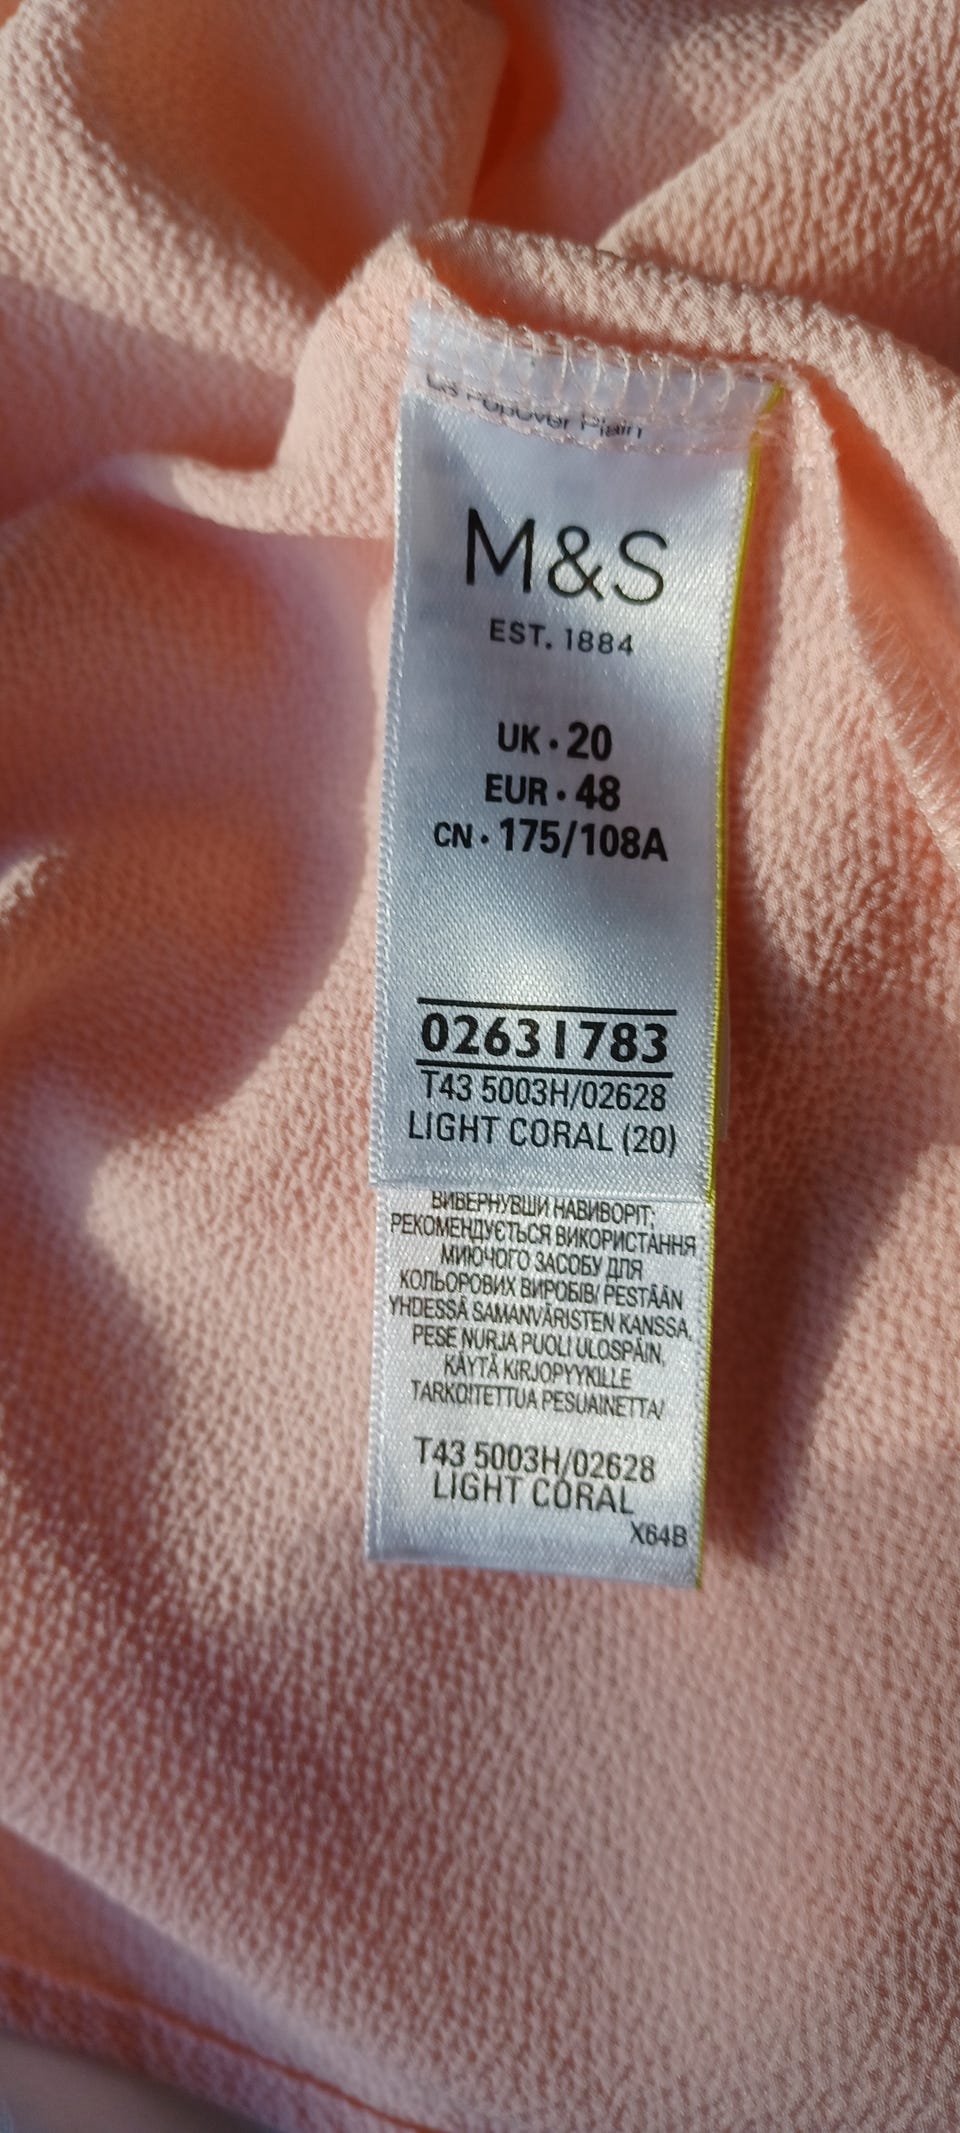 Popover Plain
M&S
EST. 1884
UK • 20
EUR • 48
CN • 175/108A
02631783
T43 5003H/02628
LIGHT CORAL (20)
ВИВЕРНУВШИ НАВИВОРІТ;
РЕКОМЕНДУЄТЬСЯ ВИКОРИСТАННЯ
МИЮЧОГО ЗАСОБУ ДЛЯ
КОЛЬОРОВИХ ВИРОБІВ/ PESTÄÄN
YHDESSÄ SAMANVÄRISTEN KANSSA,
PESE NURJA PUOLI ULOSPÄIN,
KÄYTÄ KIRJOPYYKILLE
TARKOITETTUA PESUAINETTA/
T43 5003H/02628
LIGHT CORAL
X64B